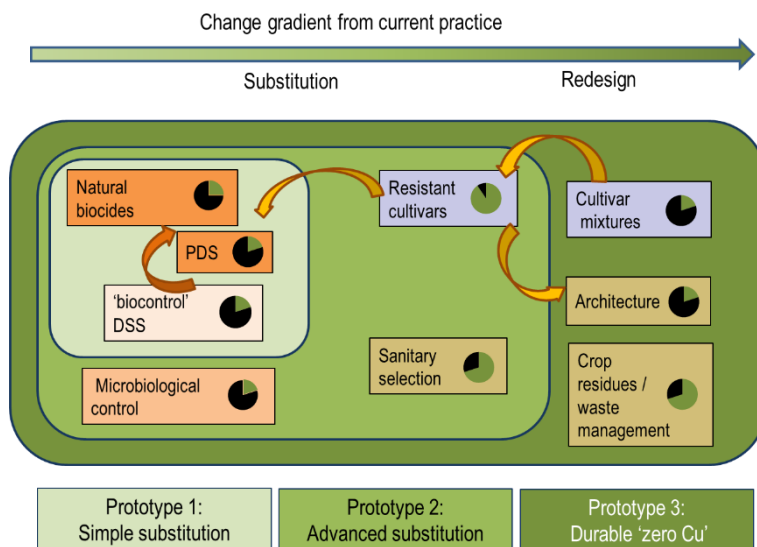 Change gradient from current practice
Substitution
Redesign
Natural
biocides
PDS
‘biocontrol’
DSS
Microbiological
control
Resistant
cultivars
Sanitary
selection
Cultivar
mixtures
Architecture
Crop
residues /
waste
management
Prototype 1:
Simple substitution
Prototype 2:
Advanced substitution
Prototype 3:
Durable ‘zero Cu’